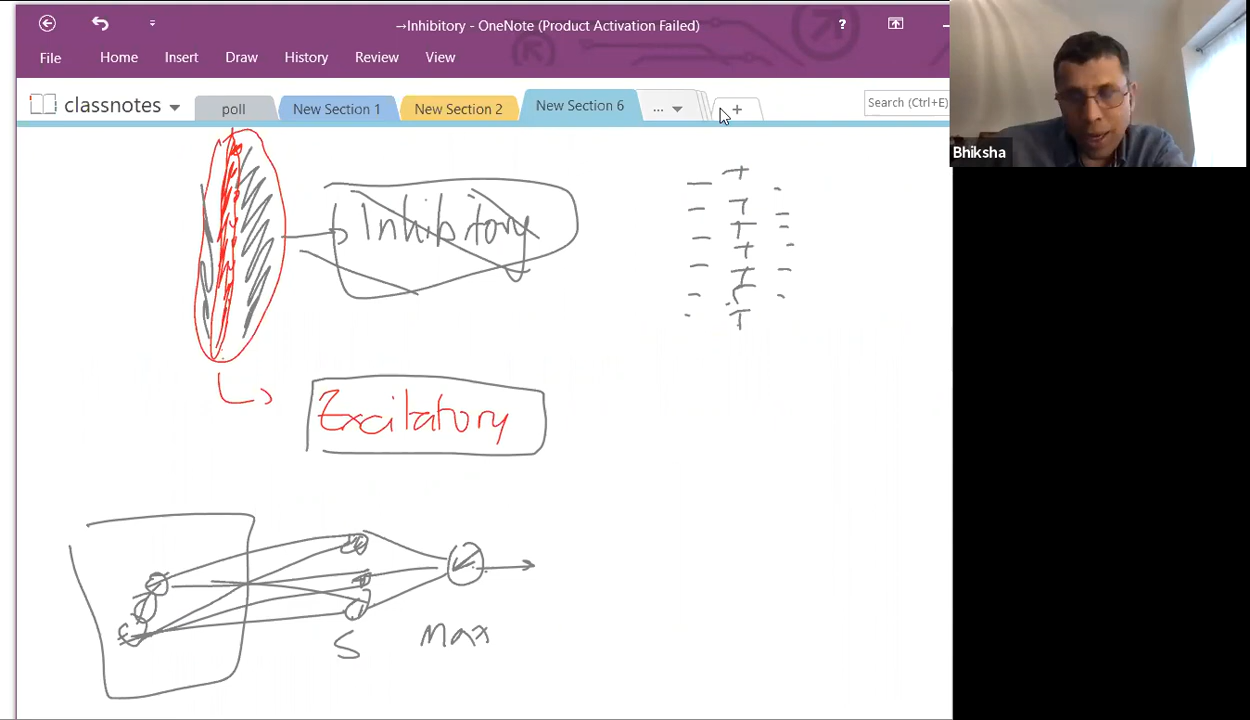 →Inhibitory - OneNote (Product Activation Failed)
?
File Home Insert Draw History Review View
classnotes poll New Section 1 New Section 2 New Section 6 ... + Search (Ctrl+E)
Bhiksha
Inhibitory
Excitatory
S Max